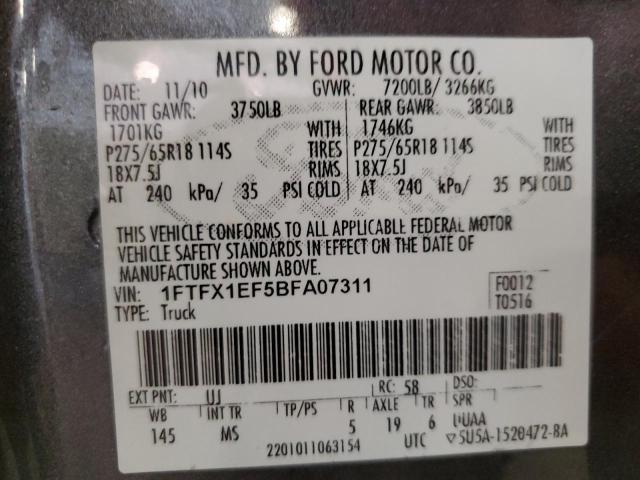 MFD. BY FORD MOTOR CO.
DATE: 11/10 GVWR: 7200LB/ 3266KG
FRONT GAWR: 3750LB REAR GAWR: 3850LB
1701KG WITH 1746KG WITH
P275/65R18 114S TIRES P275/65R18 114S TIRES
18X7.5J RIMS 18X7.5J RIMS
AT 240 kPa/ 35 PSI COLD AT 240 kPa/ 35 PSI COLD
THIS VEHICLE CONFORMS TO ALL APPLICABLE FEDERAL MOTOR
VEHICLE SAFETY STANDARDS IN EFFECT ON THE DATE OF
MANUFACTURE SHOWN ABOVE.
VIN: 1FTFX1EF5BFA07311 F0012
TYPE: Truck T0516
EXT PNT: UJ RC: 58 DSO:
WB INT TR TP/PS R AXLE TR SPR
145 MS 5 19 6 UUAA
2201011063154 UTC ▽5U5A-1520472-BA